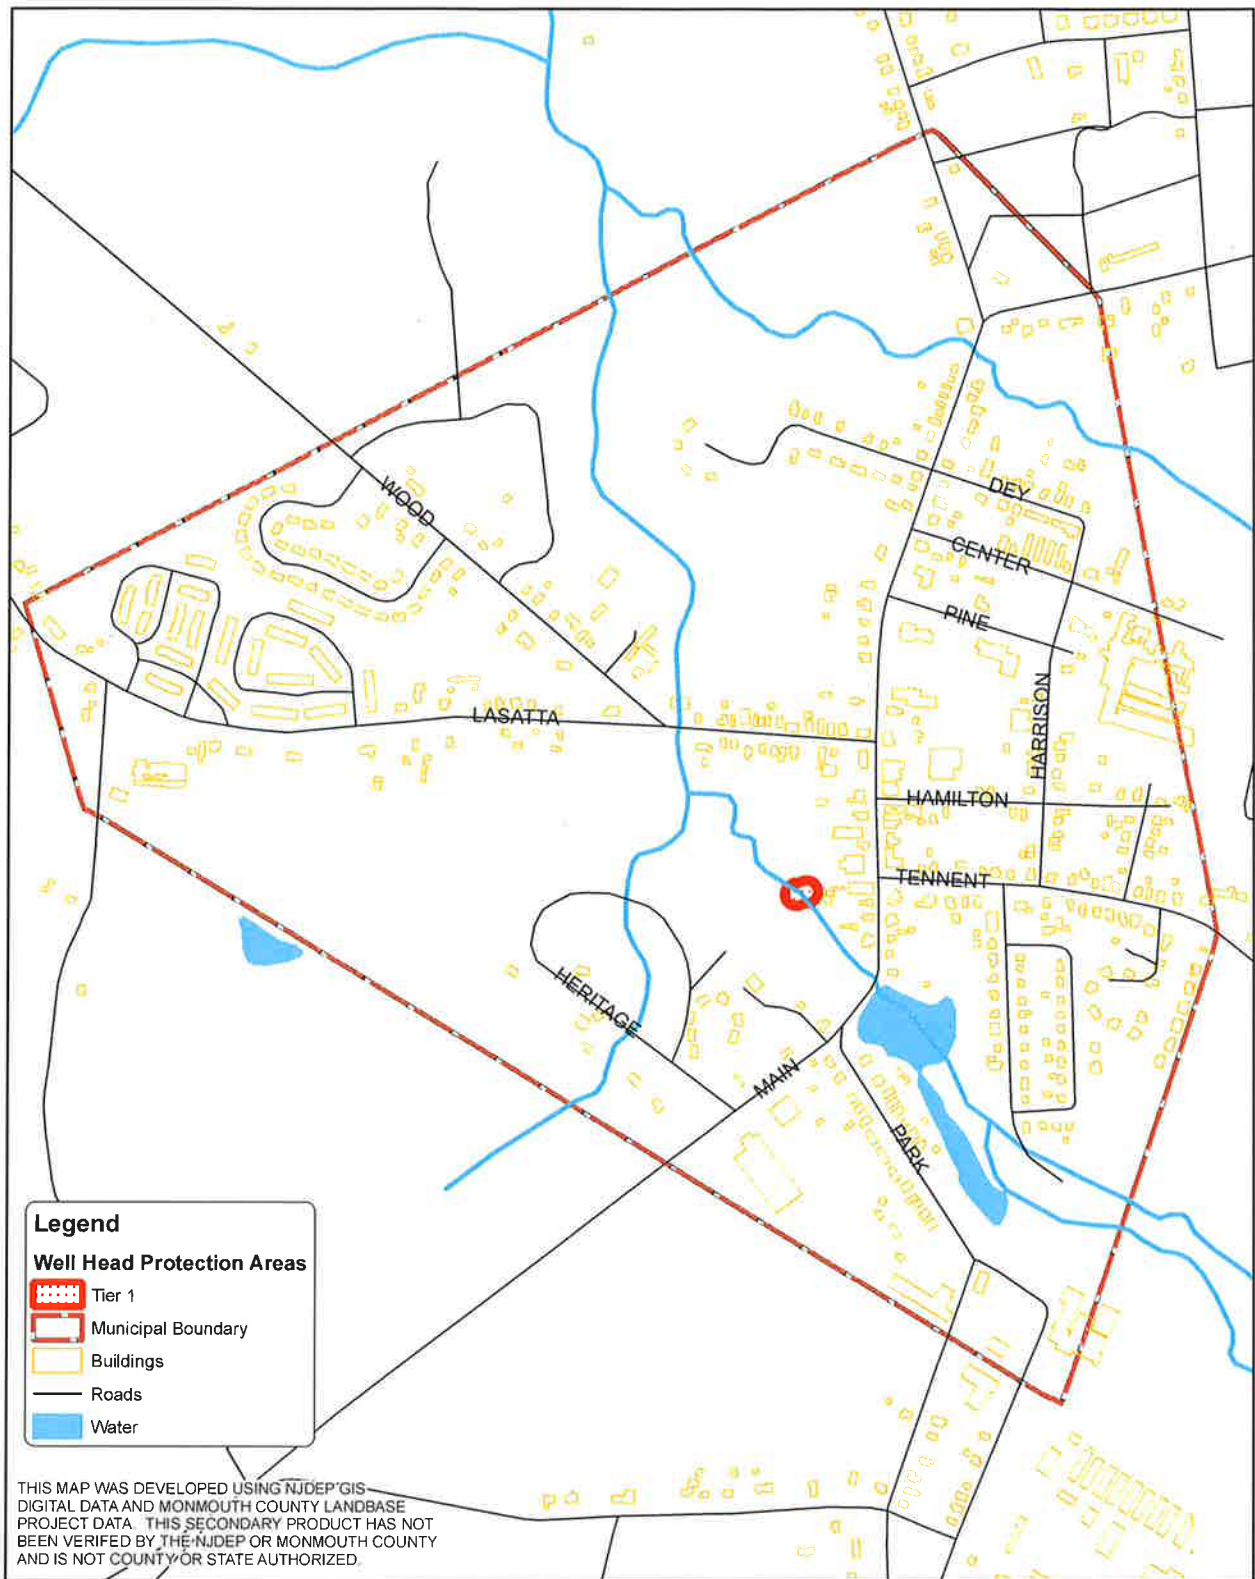 WOOD
DEY
CENTER
PINE
LASATTA
HARRISON
HAMILTON
TENNENT
HERITAGE
MAIN
PARK
Legend
Well Head Protection Areas
Tier 1
Municipal Boundary
Buildings
Roads
Water
THIS MAP WAS DEVELOPED USING NJDEP GIS
DIGITAL DATA AND MONMOUTH COUNTY LANDBASE
PROJECT DATA. THIS SECONDARY PRODUCT HAS NOT
BEEN VERIFED BY THE NJDEP OR MONMOUTH COUNTY
AND IS NOT COUNTY OR STATE AUTHORIZED.